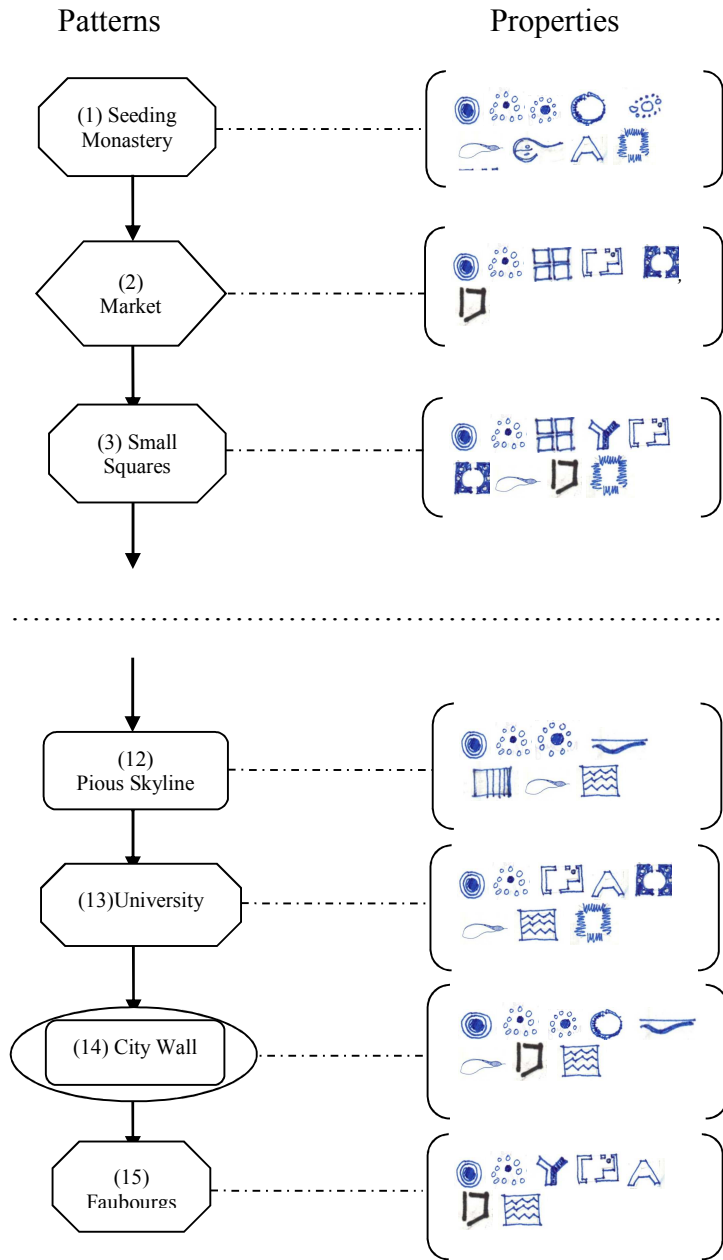 Patterns
Properties
(1) Seeding
Monastery
(2)
Market
,
(3) Small
Squares
(12)
Pious Skyline
(13)University
(14) City Wall
(15)
Faubourgs